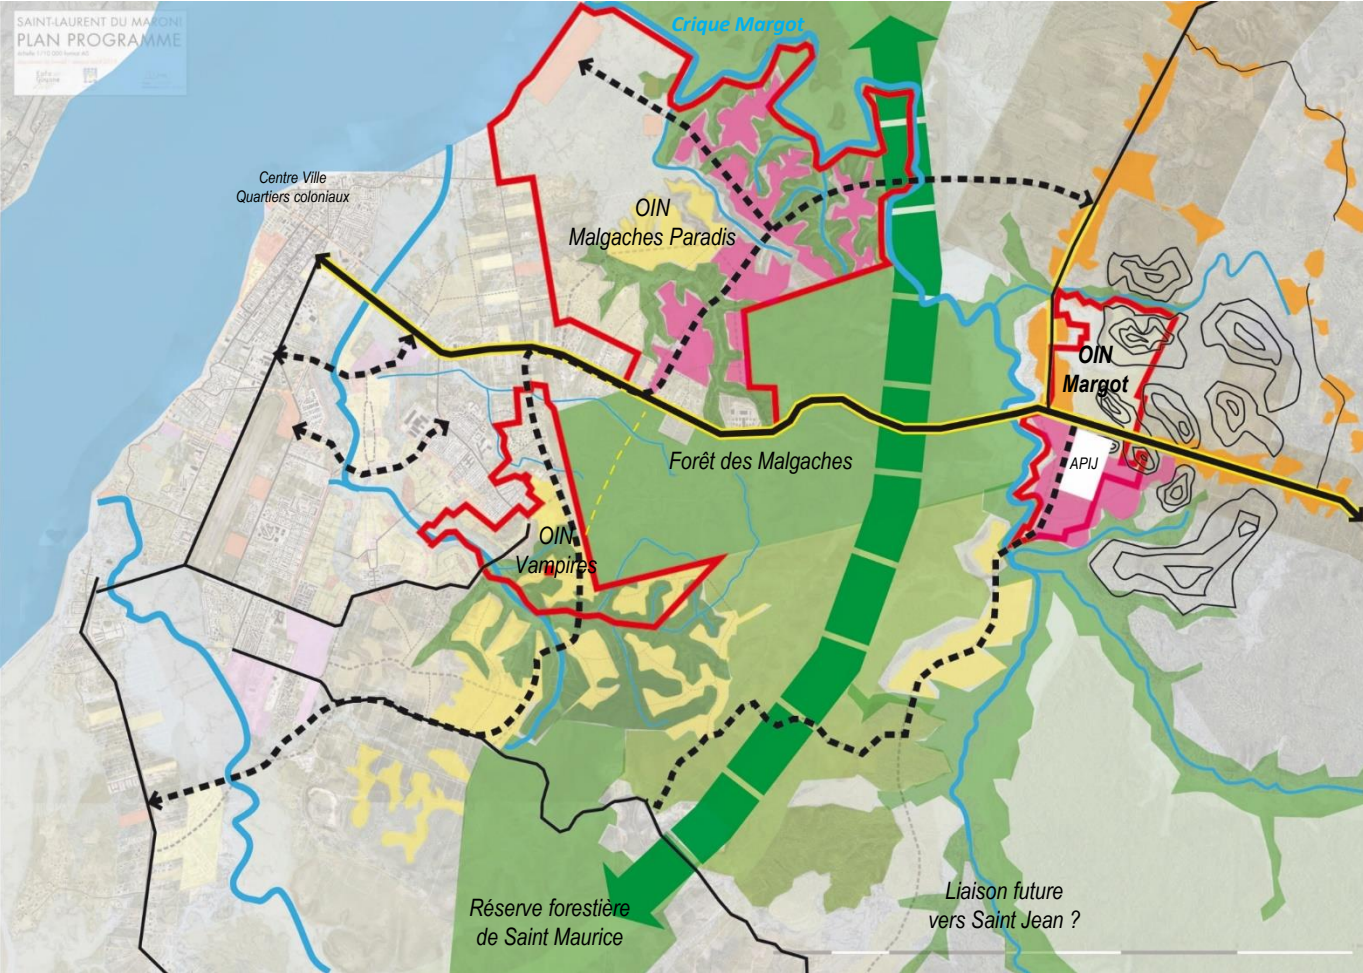 SAINT-LAURENT DU MARONI
PLAN PROGRAMME
Crique Margot
Centre Ville
Quartiers coloniaux
OIN
Malgaches Paradis
OIN
Margot
Forêt des Malgaches
APIJ
OIN
Vampires
Réserve forestière
de Saint Maurice
Liaison future
vers Saint Jean ?